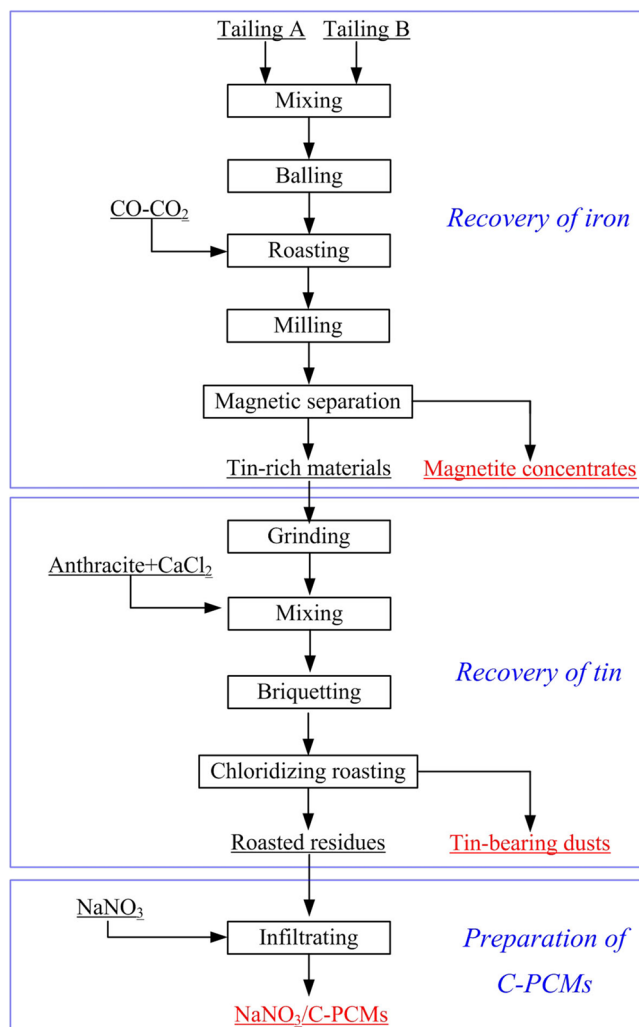 Tailing A Tailing B
Mixing
Balling
CO-CO₂
Recovery of iron
Roasting
Milling
Magnetic separation
Tin-rich materials
Magnetite concentrates
Grinding
Anthracite+CaCl₂
Mixing
Recovery of tin
Briquetting
Chloridizing roasting
Roasted residues
Tin-bearing dusts
NaNO₃
Infiltrating
Preparation of
C-PCMs
NaNO₃/C-PCMs